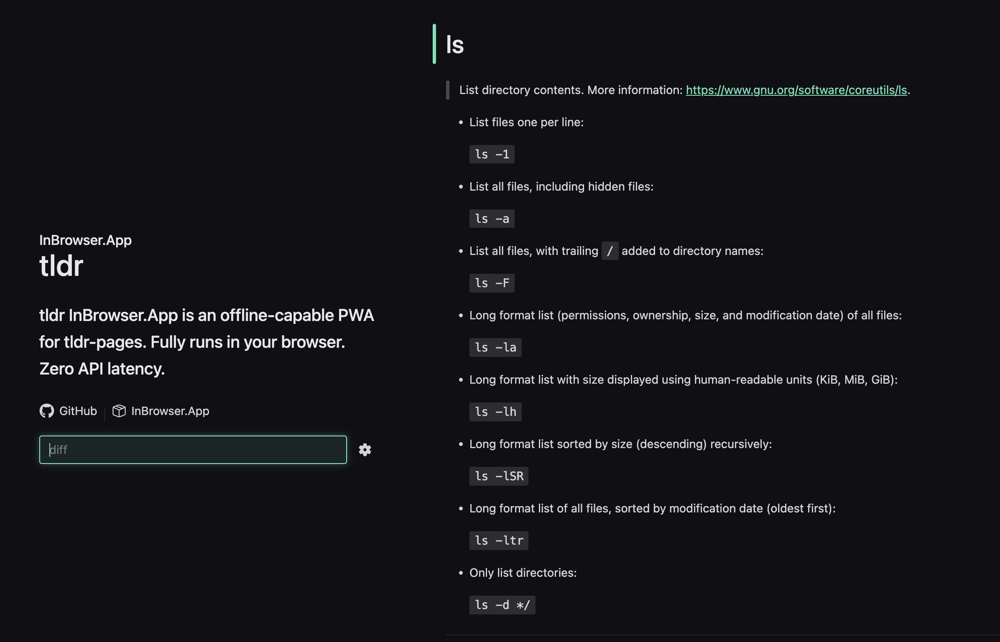 InBrowser.App
tldr
tldr InBrowser.App is an offline-capable PWA
for tldr-pages. Fully runs in your browser.
Zero API latency.
GitHub
InBrowser.App
diff
ls
List directory contents. More information: https://www.gnu.org/software/coreutils/ls.
• List files one per line:
ls -1
• List all files, including hidden files:
ls -a
• List all files, with trailing / added to directory names:
ls -F
• Long format list (permissions, ownership, size, and modification date) of all files:
ls -la
• Long format list with size displayed using human-readable units (KiB, MiB, GiB):
ls -lh
• Long format list sorted by size (descending) recursively:
ls -lSR
• Long format list of all files, sorted by modification date (oldest first):
ls -ltr
• Only list directories:
ls -d */